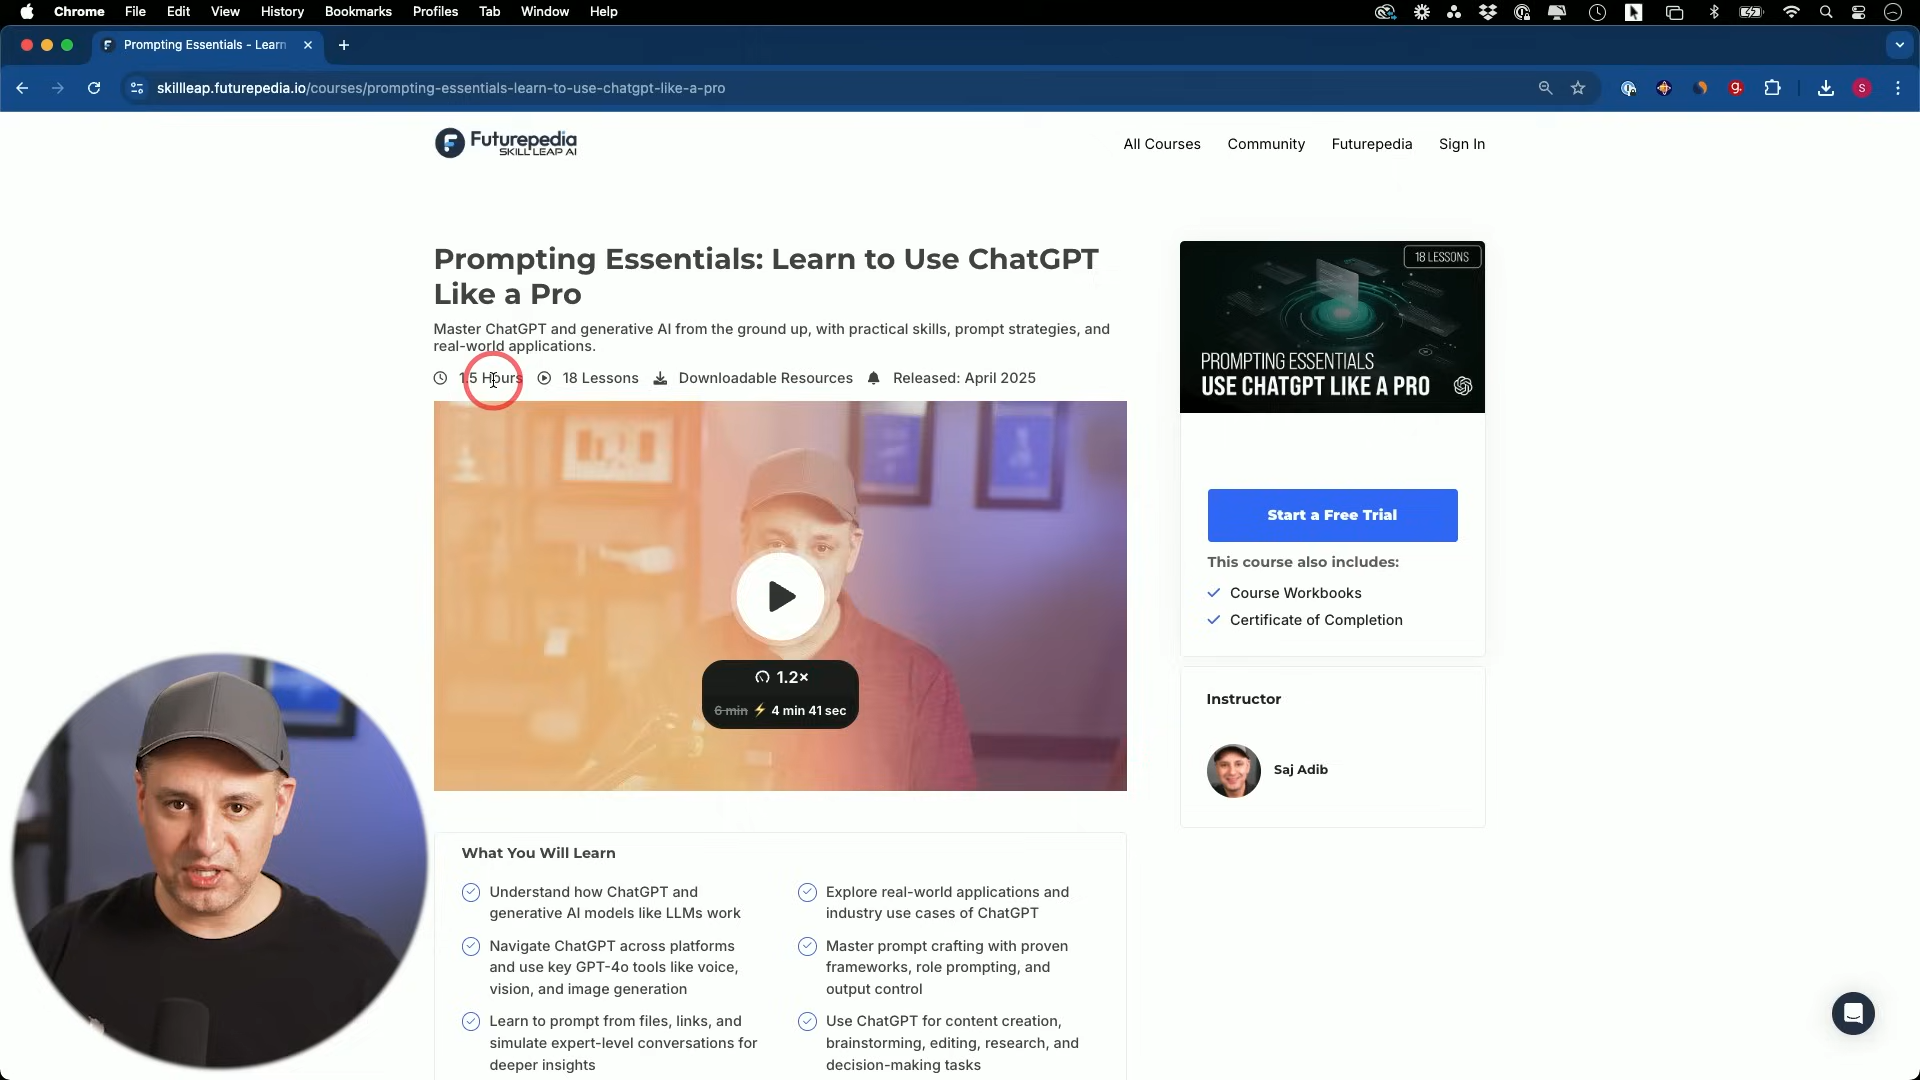 Chrome File Edit View History Bookmarks Profiles Tab Window Help
Prompting Essentials - Learn
skillleap.futurepedia.io/courses/prompting-essentials-learn-to-use-chatgpt-like-a-pro
g.
S
Futurepedia
SKILL LEAP AI
All Courses Community Futurepedia Sign In
Prompting Essentials: Learn to Use ChatGPT
Like a Pro
Master ChatGPT and generative AI from the ground up, with practical skills, prompt strategies, and
real-world applications.
1.5 Hours 18 Lessons Downloadable Resources Released: April 2025
1.2×
6 min ⚡ 4 min 41 sec
What You Will Learn
Understand how ChatGPT and
generative AI models like LLMs work
Navigate ChatGPT across platforms
and use key GPT-4o tools like voice,
vision, and image generation
Learn to prompt from files, links, and
simulate expert-level conversations for
deeper insights
Explore real-world applications and
industry use cases of ChatGPT
Master prompt crafting with proven
frameworks, role prompting, and
output control
Use ChatGPT for content creation,
brainstorming, editing, research, and
decision-making tasks
18 LESSONS
PROMPTING ESSENTIALS
USE CHATGPT LIKE A PRO
Start a Free Trial
This course also includes:
Course Workbooks
Certificate of Completion
Instructor
Saj Adib